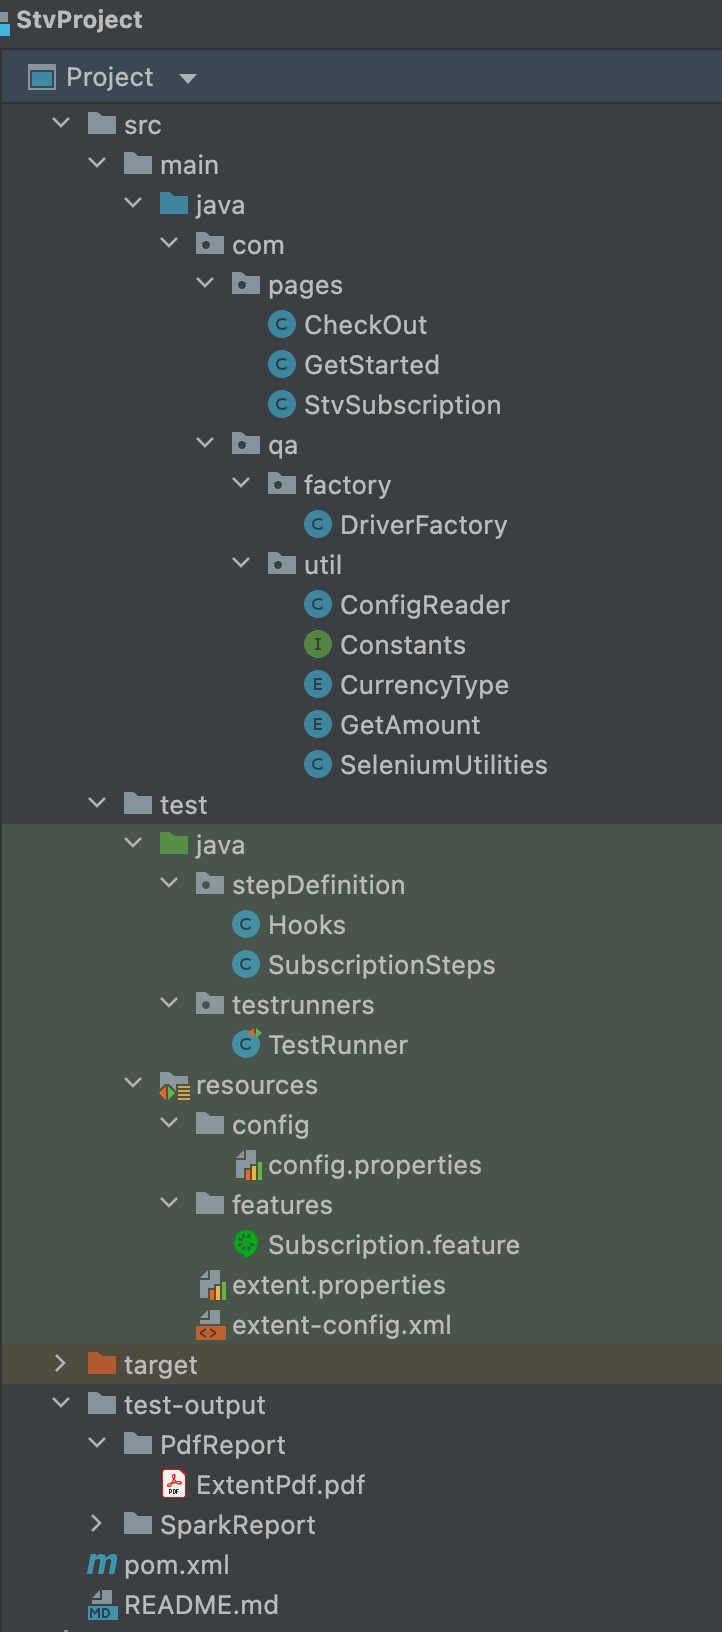 StvProject
Project
src
main
java
com
pages
C CheckOut
C GetStarted
C StvSubscription
qa
factory
C DriverFactory
util
C ConfigReader
I Constants
E CurrencyType
E GetAmount
C SeleniumUtilities
test
java
stepDefinition
C Hooks
C SubscriptionSteps
testrunners
C TestRunner
resources
config
config.properties
features
Subscription.feature
extent.properties
<> extent-config.xml
target
test-output
PdfReport
PDF ExtentPdf.pdf
SparkReport
m pom.xml
MD README.md